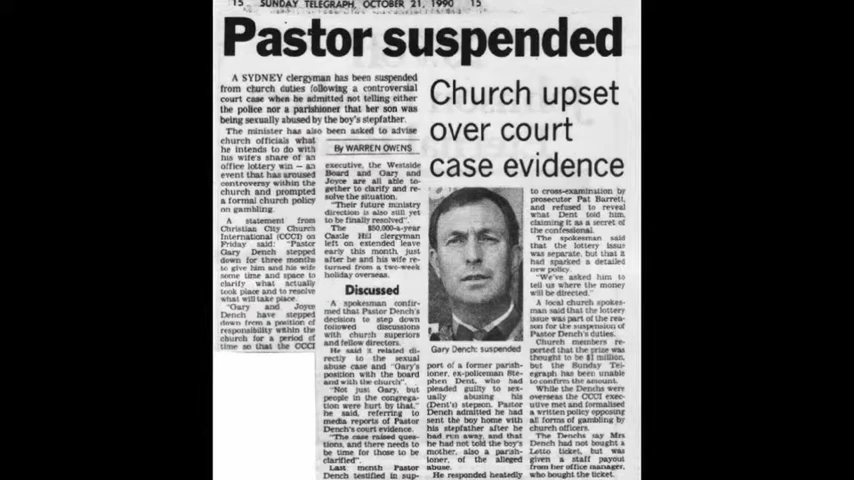 15 SUNDAY TELEGRAPH, OCTOBER 21, 1990 15
Pastor suspended
A SYDNEY clergyman has been suspended
from church duties following a controversial
court case when he admitted not telling either
the police nor a parishioner that her son was
being sexually abused by the boy's stepfather.
The minister has also been asked to advise
church officials what
he intends to do with
his wife's share of an
office lottery win — an
event that has aroused
controversy within the
church and prompted
a formal church policy
on gambling.
A statement from
Christian City Church
International (CCCI) on
Friday said: "Pastor
Gary Dench stepped
down for three months
to give him and his wife
some time and space to
clarify what actually
took place and to resolve
what will take place.
"Gary and Joyce
Dench have stepped
down from a position of
responsibility within the
church for a period of
time so that the CCCI
By WARREN OWENS
executive, the Westside
Board and Gary and
Joyce are all able to-
gether to clarify and re-
solve the situation.
"Their future ministry
direction is also still yet
to be finally resolved".
The $50,000-a-year
Castle Hill clergyman
left on extended leave
early this month, just
after he and his wife re-
turned from a two-week
holiday overseas.
Discussed
A spokesman confir-
med that Pastor Dench's
decision to step down
followed discussions
with church superiors
and fellow directors.
He said it related di-
rectly to the sexual
abuse case and "Gary's
position with the board
and with the church".
"Not just Gary, but
people in the congrega-
tion were hurt by that,"
he said, referring to
media reports of Pastor
Dench's court evidence.
"The case raised ques-
tions, and there needs to
be time for those to be
clarified".
Last month Pastor
Dench testified in sup-
Church upset
over court
case evidence
Gary Dench: suspended
port of a former parish-
ioner, ex-policeman Ste-
phen Dent, who had
pleaded guilty to sex-
ually abusing his
(Dent's) stepson. Pastor
Dench admitted he had
sent the boy home with
his stepfather after he
had run away, and that
he had not told the boy's
mother, also a parish-
ioner, of the alleged
abuse.
He responded heatedly
to cross-examination by
prosecutor Pat Barrett,
and refused to reveal
what Dent told him,
claiming it as a secret of
the confessional.
The spokesman said
that the lottery issue
was separate, but that it
had sparked a detailed
new policy.
"We've asked him to
tell us where the money
will be directed."
A local church spokes-
man said that the lottery
issue was part of the rea-
son for the suspension of
Pastor Dench's duties.
Church members re-
ported that the prize was
thought to be $1 million,
but the Sunday Tele-
graph has been unable
to confirm the amount.
While the Denchs were
overseas the CCCI exec-
utive met and formalised
a written policy opposing
all forms of gambling by
church officers.
The Denchs say Mrs
Dench had not bought a
Lotto ticket, but was
given a staff payout
from her office manager,
who bought the ticket.